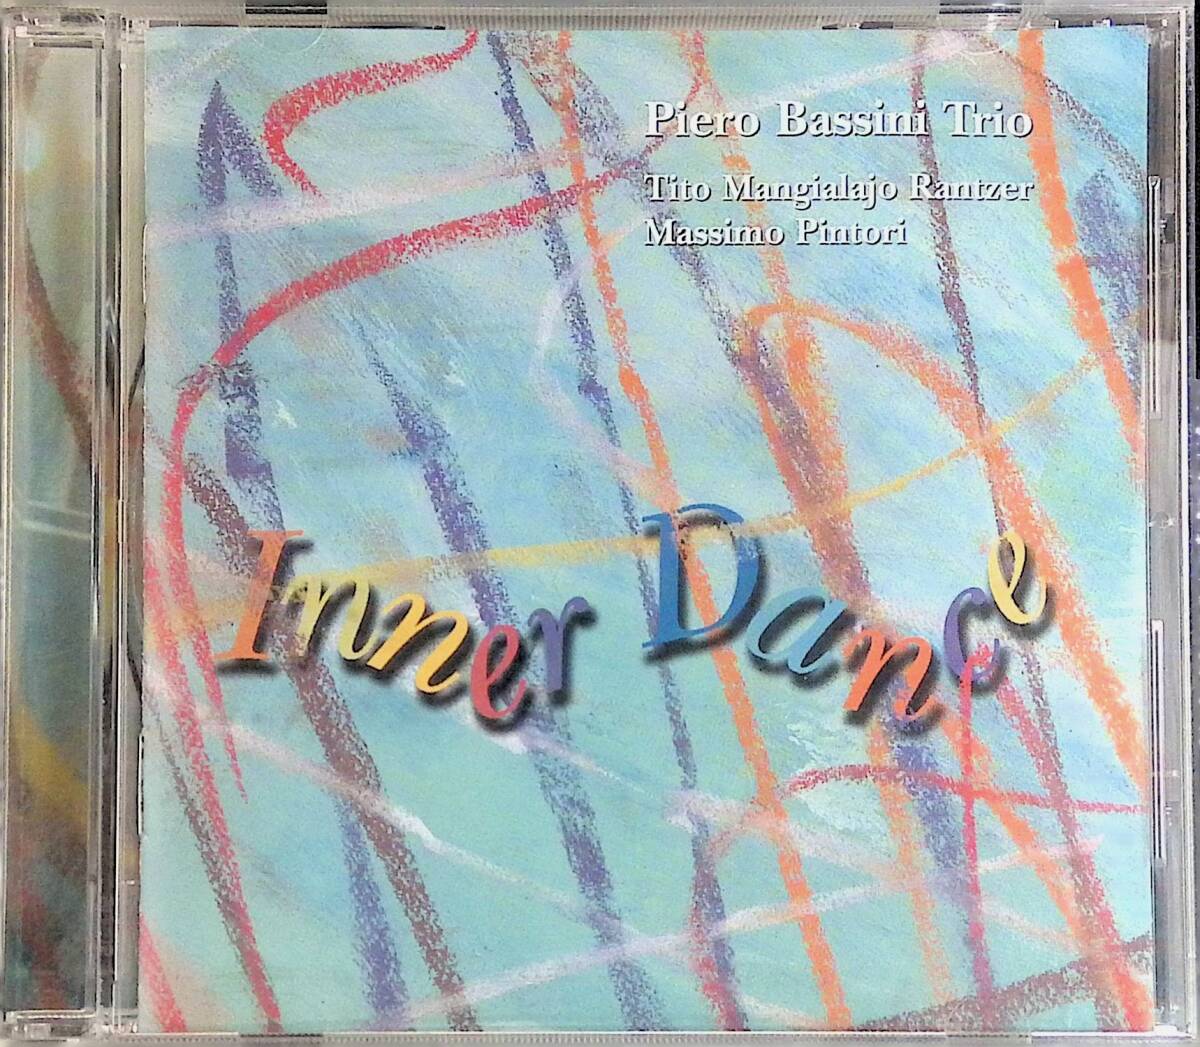 Piero Bassini Trio
Tito Mangialajo Rantzer
Massimo Pintori
Inner Dance